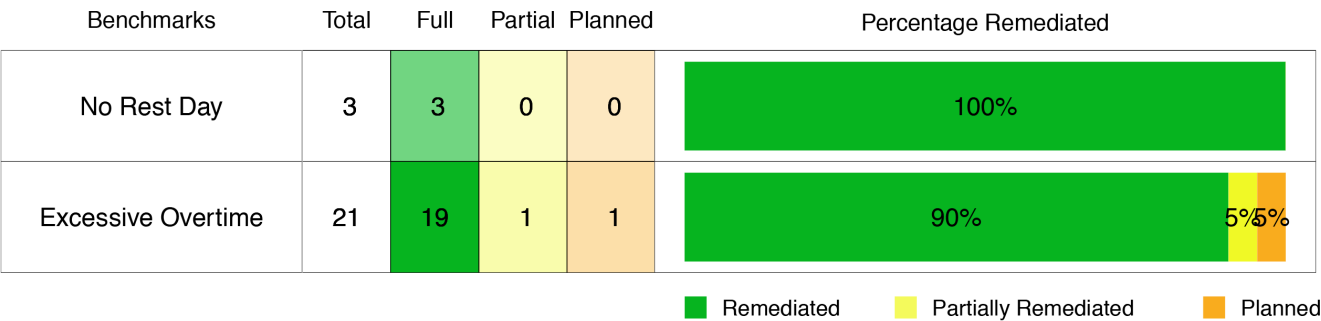 Benchmarks Total Full Partial Planned Percentage Remediated
No Rest Day 3 3 0 0 100%
Excessive Overtime 21 19 1 1 90% 5% 5%
Remediated Partially Remediated Planned